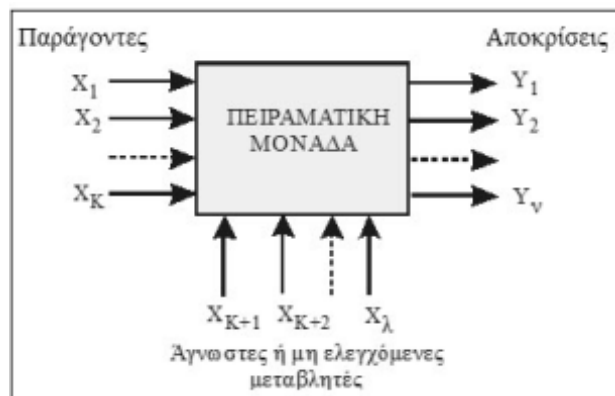 Παράγοντες
Αποκρίσεις
X1
Y1
X2
ΠΕΙΡΑΜΑΤΙΚΗ
Y2
ΜΟΝΑΔΑ
XK
Yν
XK+1
XK+2
Xλ
Άγνωστες ή μη ελεγχόμενες
μεταβλητές